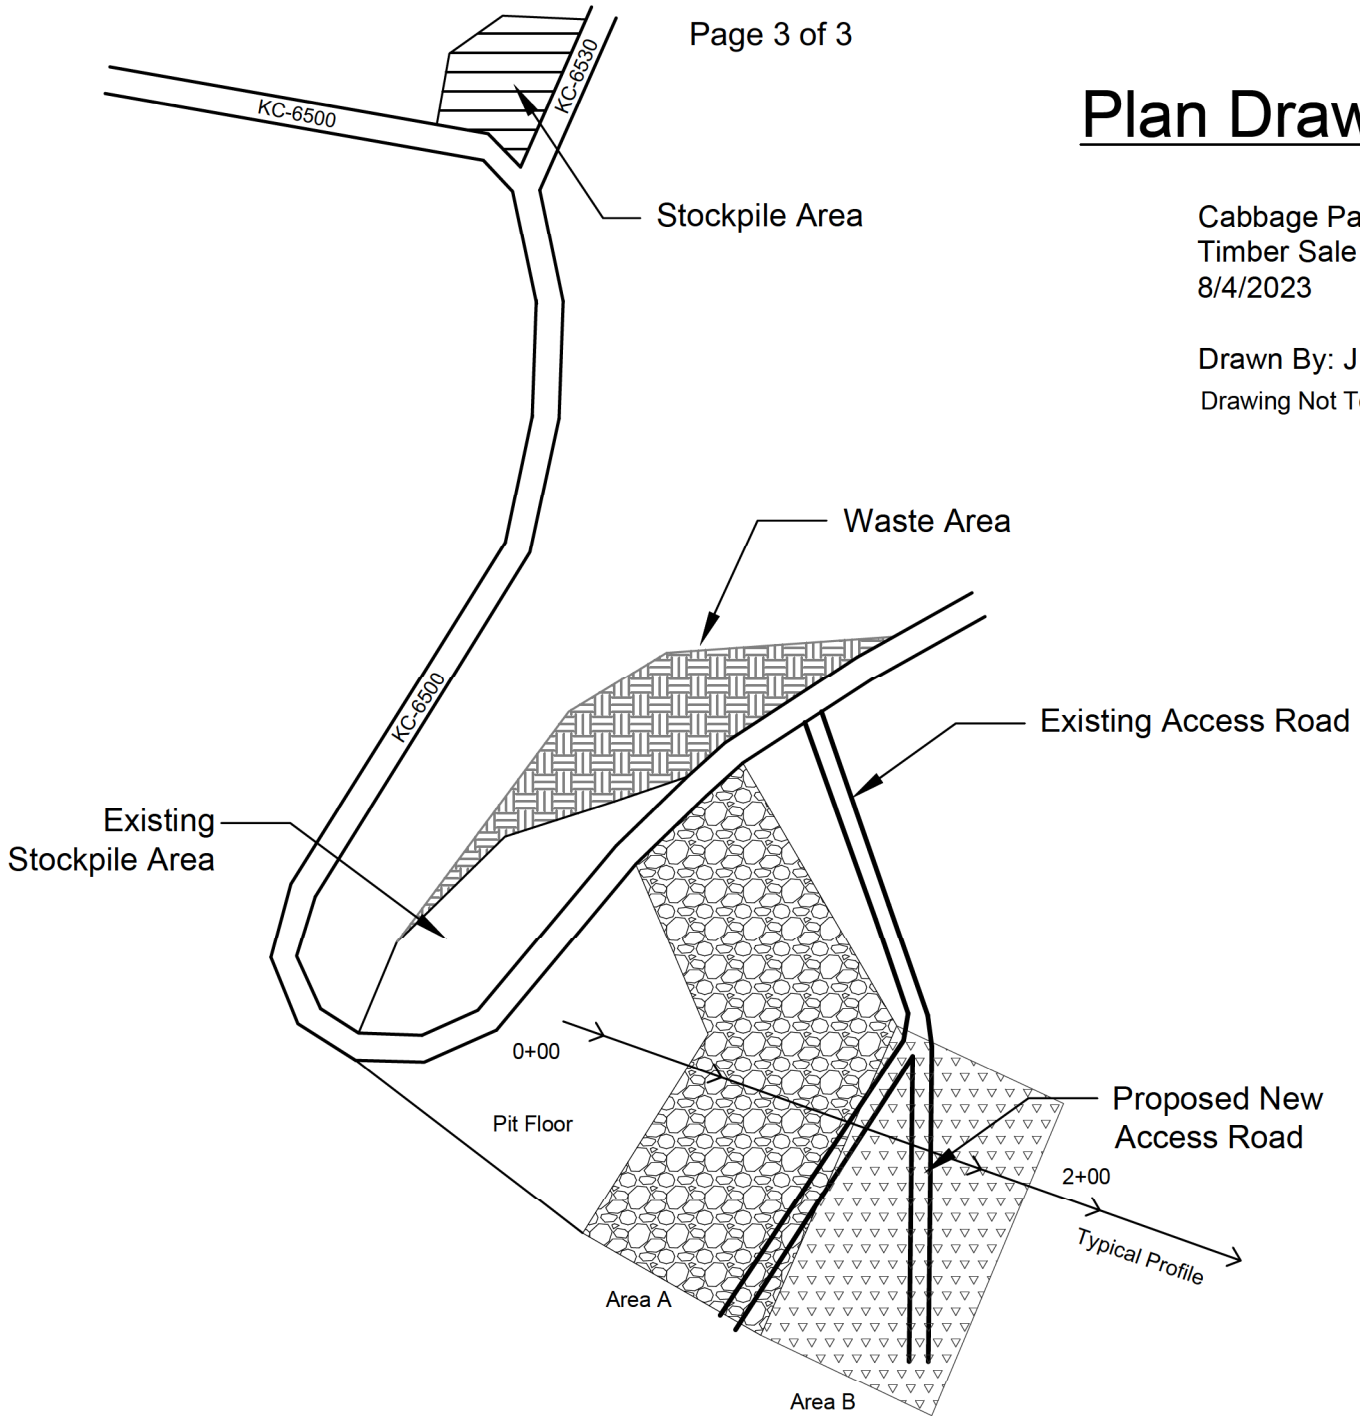 Page 3 of 3
Plan Draw
KC-6530
KC-6500
Stockpile Area
Cabbage Pa
Timber Sale
8/4/2023
Drawn By: J
Drawing Not T
Waste Area
KC-6500
Existing Access Road
Existing
Stockpile Area
0+00
Pit Floor
Proposed New
Access Road
2+00
Typical Profile
Area A
Area B